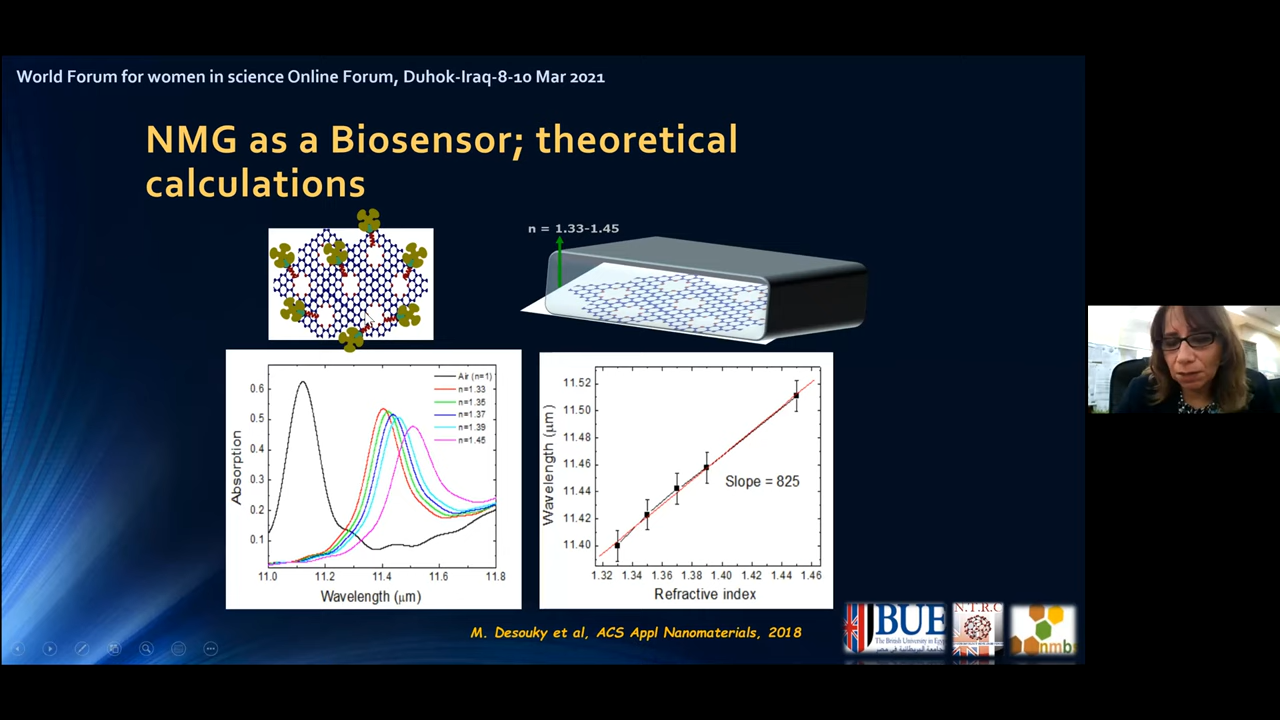 World Forum for women in science Online Forum, Duhok-Iraq-8-10 Mar 2021
NMG as a Biosensor; theoretical
calculations
n = 1.33-1.45
Air (n=1)
n=1.33
n=1.35
n=1.37
n=1.39
n=1.45
Absorption
0.6
0.5
0.4
0.3
0.2
0.1
11.0 11.2 11.4 11.6 11.8
Wavelength (μm)
Wavelength (μm)
11.52
11.50
11.48
11.46
11.44
11.42
11.40
Slope = 825
1.32 1.34 1.36 1.38 1.40 1.42 1.44 1.46
Refractive index
M. Desouky et al, ACS Appl Nanomaterials, 2018
BUE
The British University in Egypt
الجامعة البريطانية في مصر
N.T.R.C
nmb